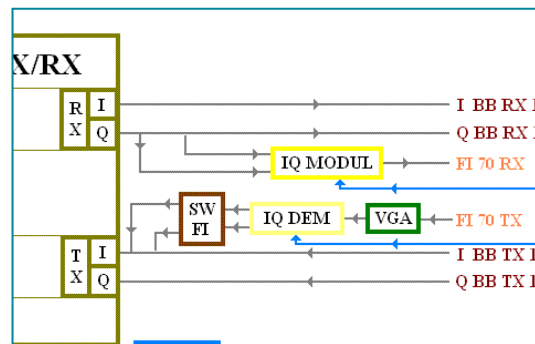 X/RX
R
X
I
Q
I BB RX
Q BB RX
IQ MODUL
FI 70 RX
SW
FI
IQ DEM
VGA
FI 70 TX
T
X
I
Q
I BB TX
Q BB TX